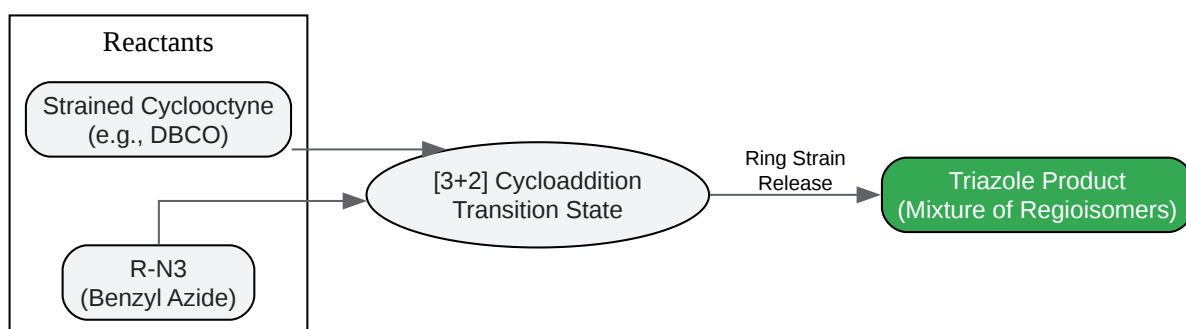 Reactants
Strained Cyclooctyne
(e.g., DBCO)
R-N3
(Benzyl Azide)
[3+2] Cycloaddition
Transition State
Ring Strain
Release
Triazole Product
(Mixture of Regioisomers)